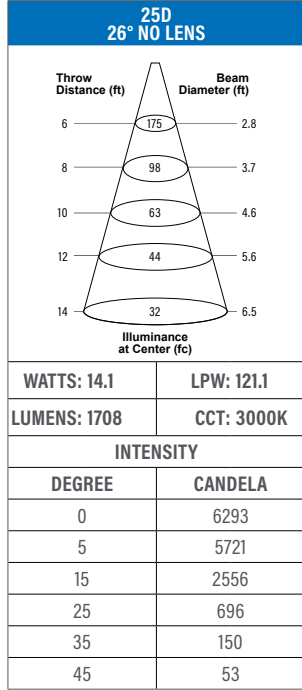 25D
26° NO LENS
Throw Distance (ft)
Beam Diameter (ft)
6 175 2.8
8 98 3.7
10 63 4.6
12 44 5.6
14 32 6.5
Illuminance
at Center (fc)
WATTS: 14.1 LPW: 121.1
LUMENS: 1708 CCT: 3000K
INTENSITY
DEGREE CANDELA
0 6293
5 5721
15 2556
25 696
35 150
45 53